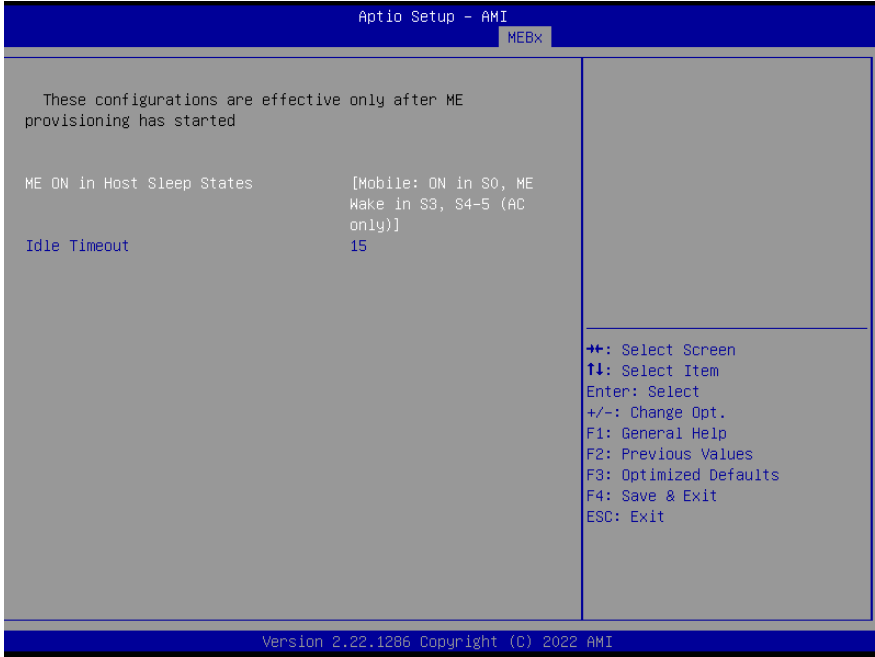 Aptio Setup – AMI
MEBx
These configurations are effective only after ME
provisioning has started
ME ON in Host Sleep States [Mobile: ON in S0, ME
Wake in S3, S4-5 (AC
only)]
Idle Timeout 15
→←: Select Screen
↑↓: Select Item
Enter: Select
+/-: Change Opt.
F1: General Help
F2: Previous Values
F3: Optimized Defaults
F4: Save & Exit
ESC: Exit
Version 2.22.1286 Copyright (C) 2022 AMI